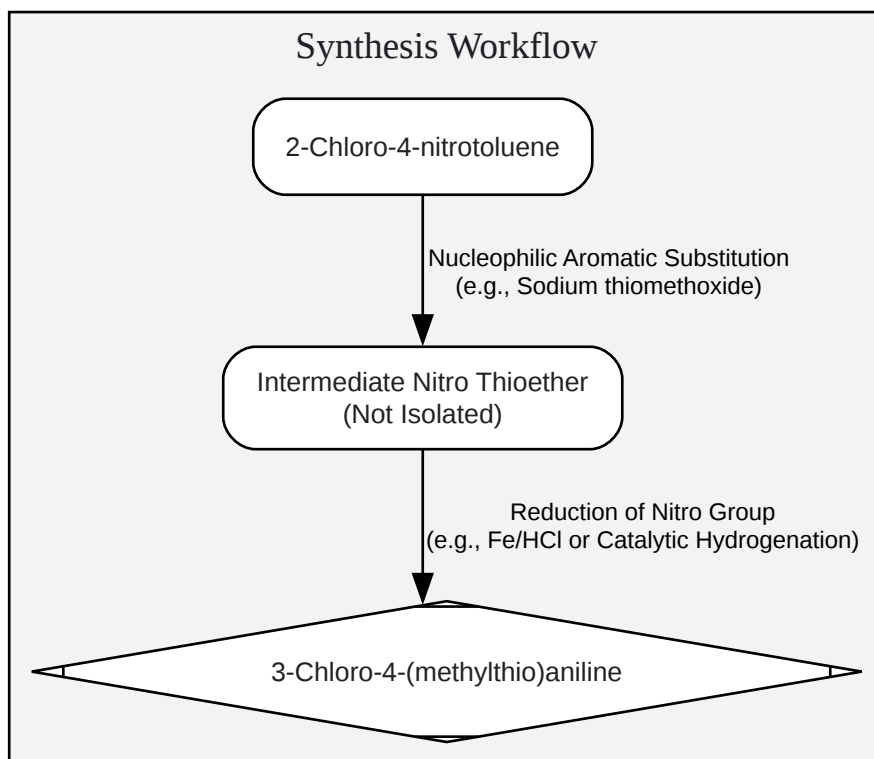 Synthesis Workflow
2-Chloro-4-nitrotoluene
Nucleophilic Aromatic Substitution
(e.g., Sodium thiomethoxide)
Intermediate Nitro Thioether
(Not Isolated)
Reduction of Nitro Group
(e.g., Fe/HCl or Catalytic Hydrogenation)
3-Chloro-4-(methylthio)aniline